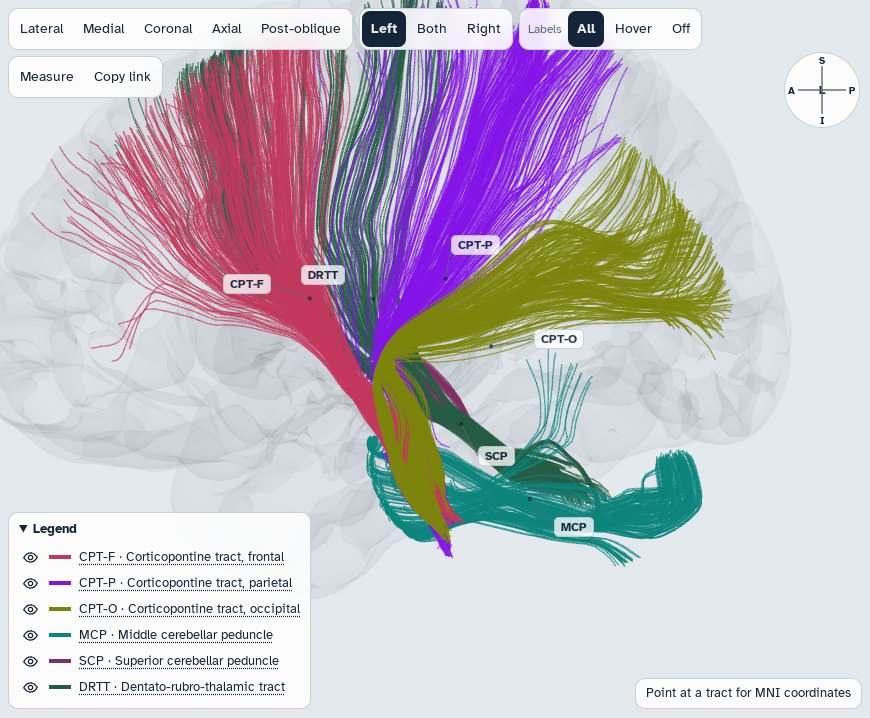 Lateral Medial Coronal Axial Post-oblique Left Both Right Labels All Hover Off
Measure Copy link
S
A L P
I
CPT-P
DRTT
CPT-F
CPT-O
SCP
MCP
▼ Legend
CPT-F · Corticopontine tract, frontal
CPT-P · Corticopontine tract, parietal
CPT-O · Corticopontine tract, occipital
MCP · Middle cerebellar peduncle
SCP · Superior cerebellar peduncle
DRTT · Dentato-rubro-thalamic tract
Point at a tract for MNI coordinates